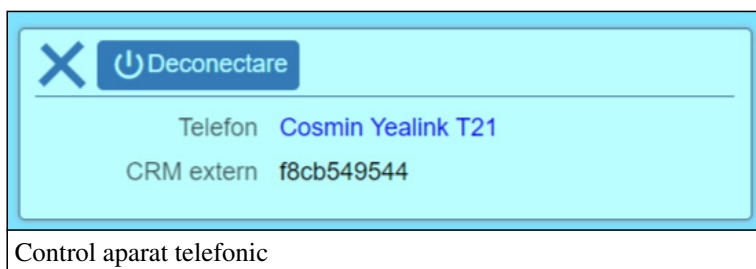 Deconectare
Telefon Cosmin Yealink T21
CRM extern f8cb549544
Control aparat telefonic